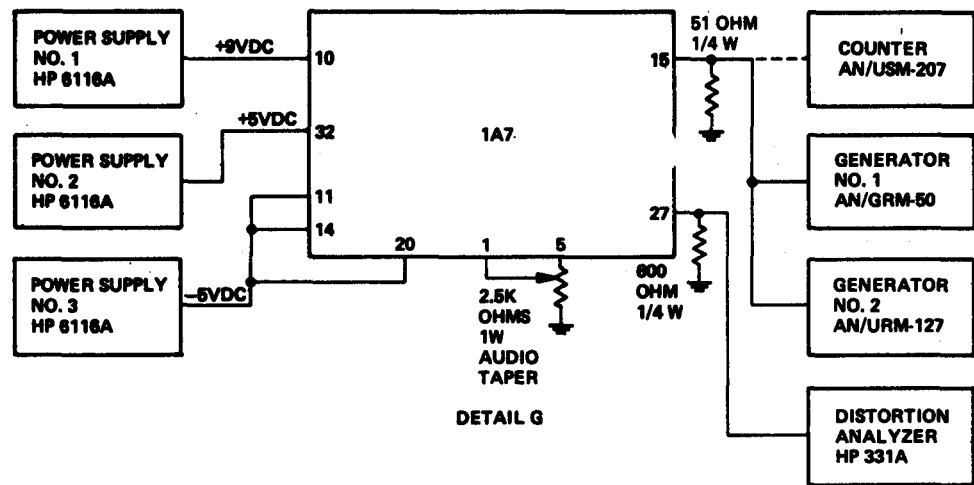 POWER SUPPLY
NO. 1
HP 6116A
+9VDC
10
POWER SUPPLY
NO. 2
HP 6116A
+5VDC
32
11
14
POWER SUPPLY
NO. 3
HP 6116A
–5VDC
20
1
5
1A7
15
27
51 OHM
1/4 W
600
OHM
1/4 W
2.5K
OHMS
1W
AUDIO
TAPER
COUNTER
AN/USM-207
GENERATOR
NO. 1
AN/GRM-50
GENERATOR
NO. 2
AN/URM-127
DISTORTION
ANALYZER
HP 331A
DETAIL G